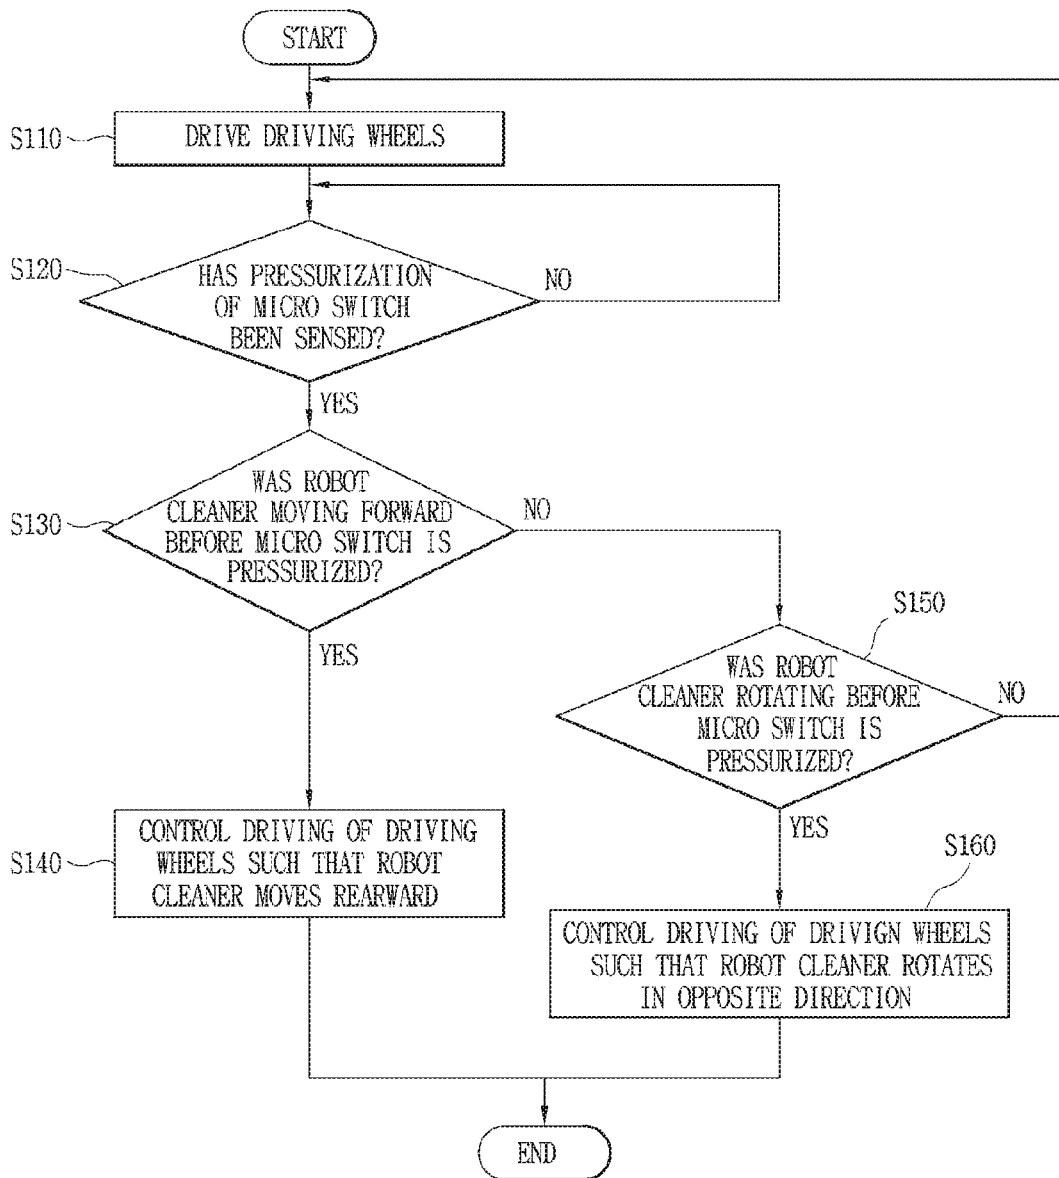 START
S110
DRIVE DRIVING WHEELS
S120
HAS PRESSURIZATION
OF MICRO SWITCH
BEEN SENSED?
NO
YES
S130
WAS ROBOT
CLEANER MOVING FORWARD
BEFORE MICRO SWITCH IS
PRESSURIZED?
NO
YES
S150
WAS ROBOT
CLEANER ROTATING BEFORE
MICRO SWITCH IS
PRESSURIZED?
NO
YES
S140
CONTROL DRIVING OF DRIVING
WHEELS SUCH THAT ROBOT
CLEANER MOVES REARWARD
S160
CONTROL DRIVING OF DRIVIGN WHEELS
SUCH THAT ROBOT CLEANER ROTATES
IN OPPOSITE DIRECTION
END